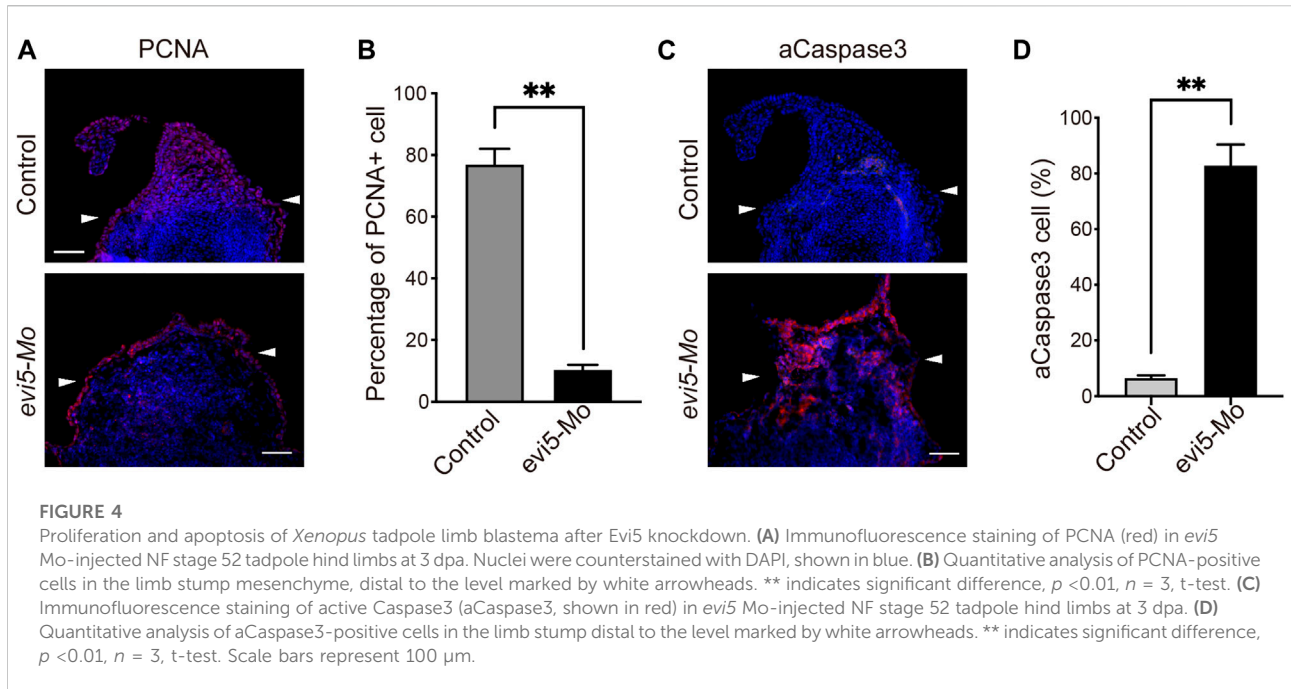 A
PCNA
Control
evi5-Mo
B
Percentage of PCNA+ cell
100
80
60
40
20
0
**
Control
evi5-Mo
C
aCaspase3
Control
evi5-Mo
D
aCaspase3 cell (%)
100
80
60
40
20
0
**
Control
evi5-Mo
FIGURE 4
Proliferation and apoptosis of Xenopus tadpole limb blastema after Evi5 knockdown. (A) Immunofluorescence staining of PCNA (red) in evi5
Mo-injected NF stage 52 tadpole hind limbs at 3 dpa. Nuclei were counterstained with DAPI, shown in blue. (B) Quantitative analysis of PCNA-positive
cells in the limb stump mesenchyme, distal to the level marked by white arrowheads. ** indicates significant difference, p <0.01, n = 3, t-test. (C)
Immunofluorescence staining of active Caspase3 (aCaspase3, shown in red) in evi5 Mo-injected NF stage 52 tadpole hind limbs at 3 dpa. (D)
Quantitative analysis of aCaspase3-positive cells in the limb stump distal to the level marked by white arrowheads. ** indicates significant difference,
p <0.01, n = 3, t-test. Scale bars represent 100 μm.